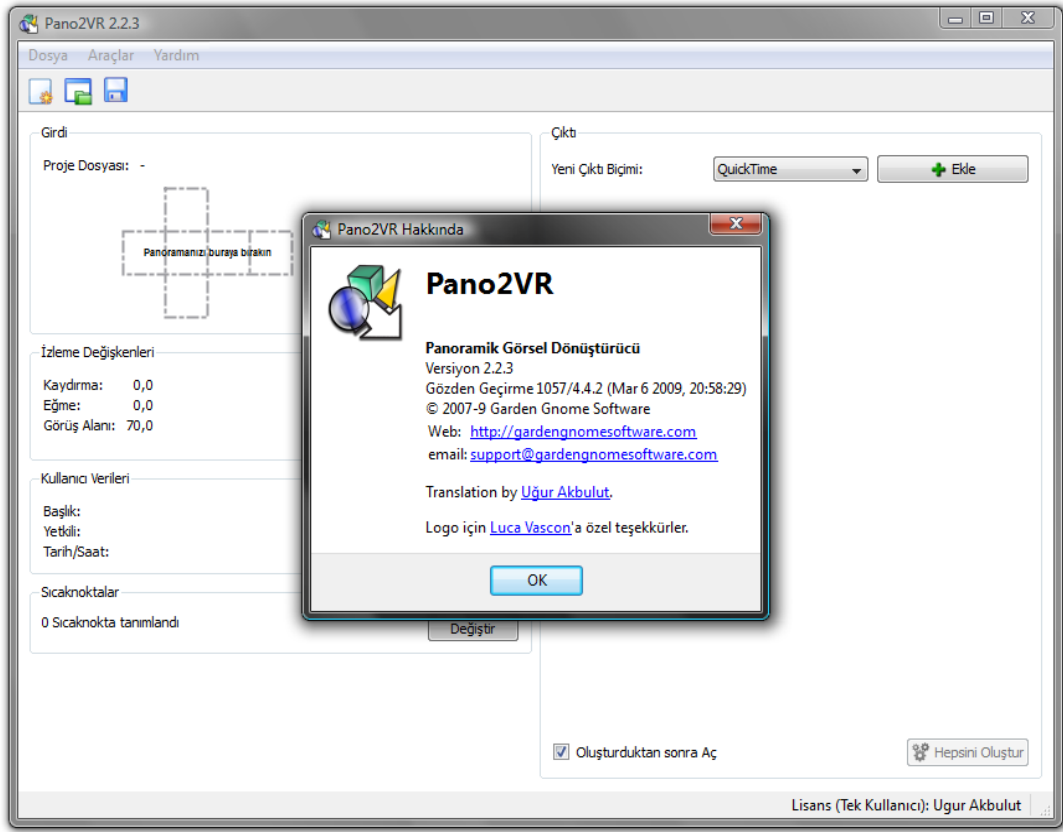 Pano2VR 2.2.3
Dosya Araçlar Yardım
Girdi
Proje Dosyası: -
Panoramanızı buraya bırakın
İzleme Değişkenleri
Kaydırma: 0,0
Eğme: 0,0
Görüş Alanı: 70,0
Kullanıcı Verileri
Başlık:
Yetkili:
Tarih/Saat:
Sıcaknoktalar
0 Sıcaknokta tanımlandı
Değiştir
Çıktı
Yeni Çıktı Biçimi: QuickTime Ekle
Pano2VR Hakkında
Pano2VR
Panoramik Görsel Dönüştürücü
Versiyon 2.2.3
Gözden Geçirme 1057/4.4.2 (Mar 6 2009, 20:58:29)
© 2007-9 Garden Gnome Software
Web: http://gardengnomesoftware.com
email: support@gardengnomesoftware.com
Translation by Uğur Akbulut.
Logo için Luca Vascon'a özel teşekkürler.
OK
Oluşturduktan sonra Aç
Hepsini Oluştur
Lisans (Tek Kullanıcı): Ugur Akbulut